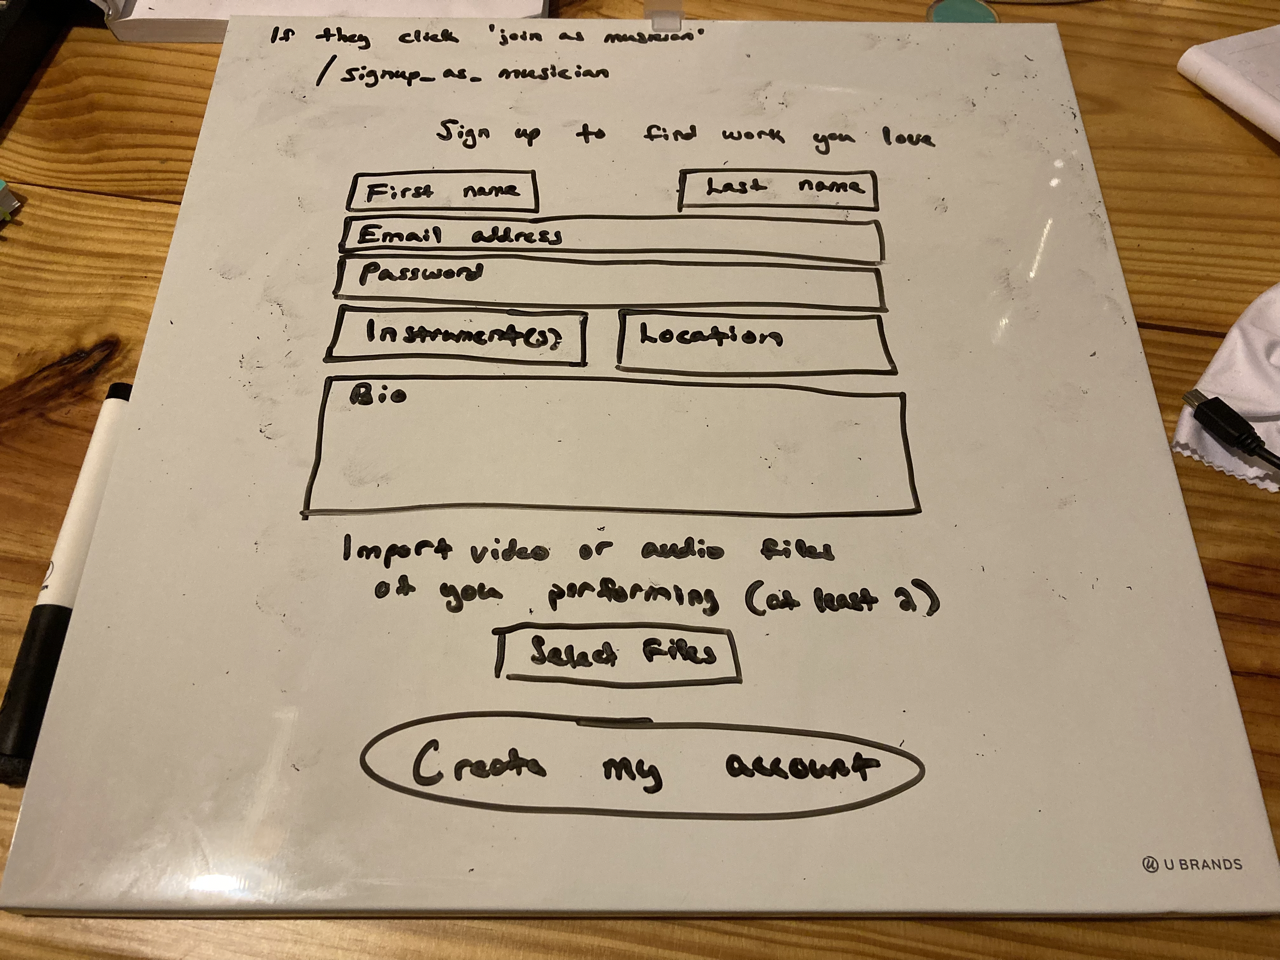 If they click 'join as musician'
/signup_as_musician
Sign up to find work you love
First name Last name
Email address
Password
Instrument(s) Location
Bio
Import video or audio files
of you performing (at least 2)
Select Files
Create my account
U BRANDS